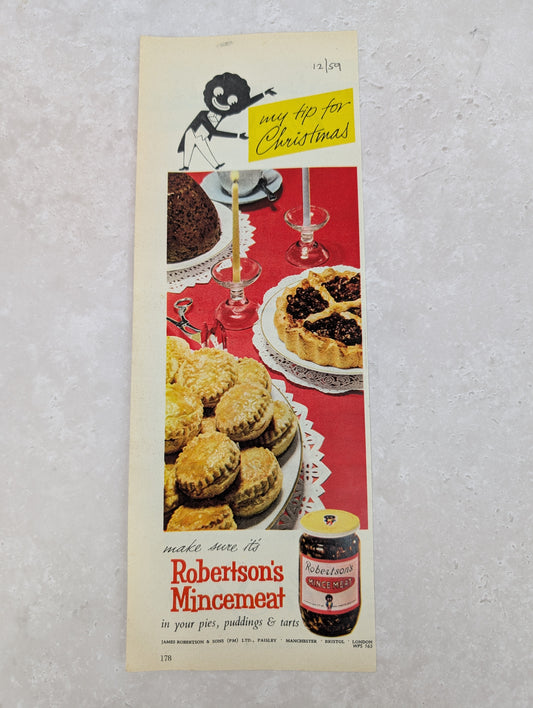 12/59
my tip for
Christmas
make sure it's
Robertson's
Mincemeat
in your pies, puddings & tarts
Robertson's
MINCEMEAT
JAMES ROBERTSON & SONS (PM) LTD., PAISLEY · MANCHESTER · BRISTOL · LONDON
WPS 163
178